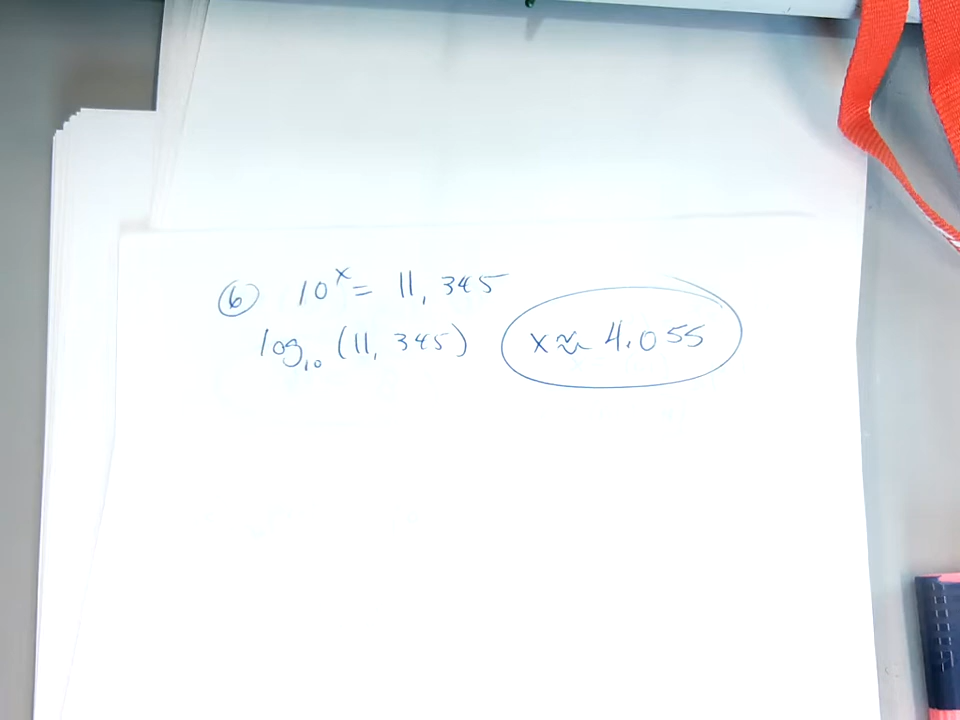 ⑥ 10^x = 11,345
log₁₀ (11, 345) x ≈ 4.055